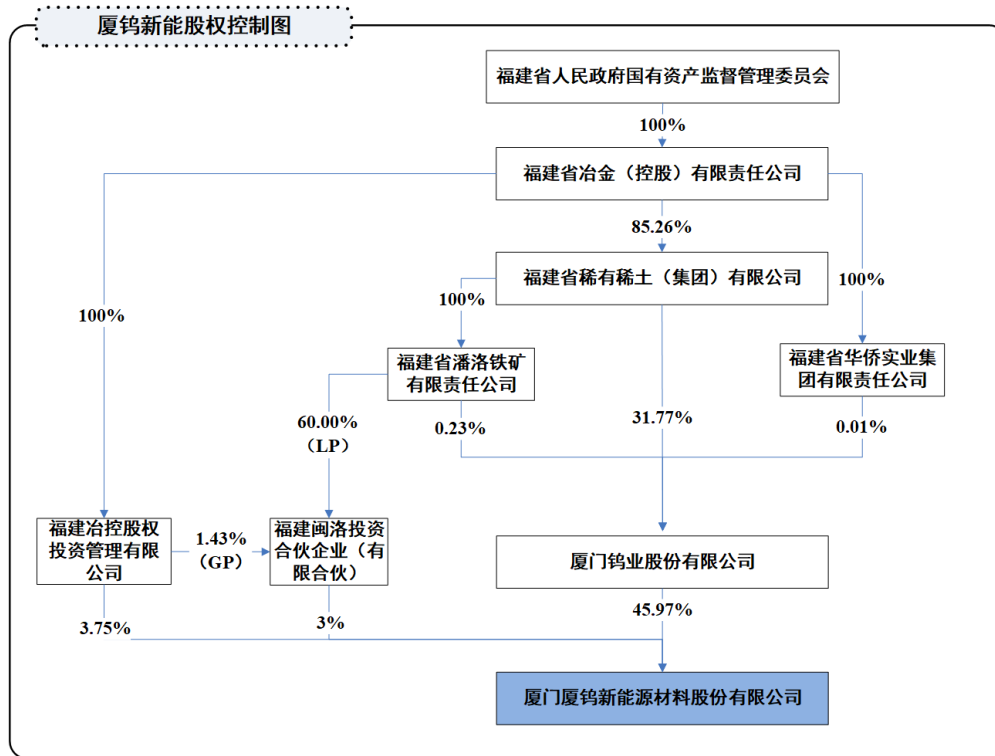 厦钨新能股权控制图
福建省人民政府国有资产监督管理委员会
100%
福建省冶金（控股）有限责任公司
85.26%
福建省稀有稀土（集团）有限公司
100%
100%
100%
福建省潘洛铁矿
有限责任公司
福建省华侨实业集
团有限责任公司
60.00%
（LP）
0.23%
31.77%
0.01%
福建冶控股权
投资管理有限
公司
1.43%
（GP）
福建闽洛投资
合伙企业（有
限合伙）
厦门钨业股份有限公司
3.75%
3%
45.97%
厦门厦钨新能源材料股份有限公司